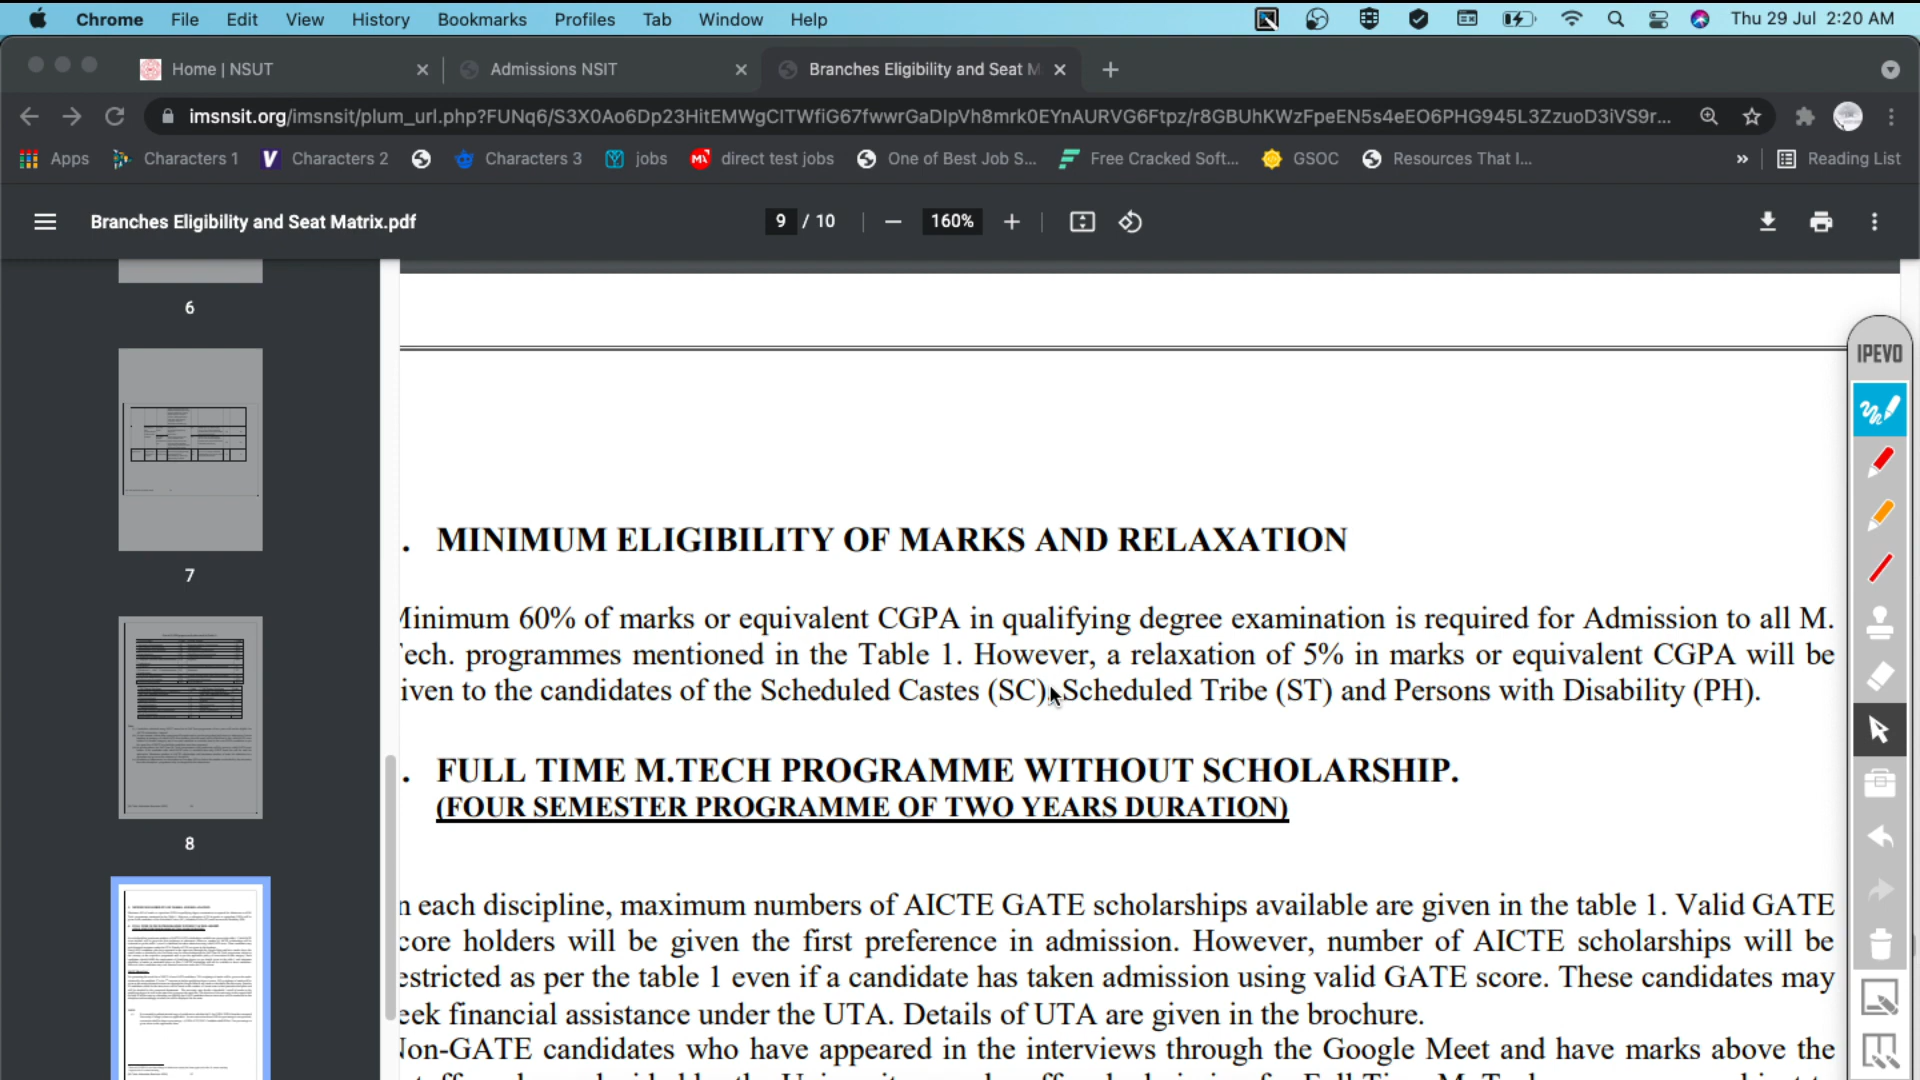 Chrome File Edit View History Bookmarks Profiles Tab Window Help Thu 29 Jul 2:20 AM
Home | NSUT Admissions NSIT Branches Eligibility and Seat M
imsnsit.org/imsnsit/plum_url.php?FUNq6/S3X0Ao6Dp23HitEMWgCITWfiG67fwwrGaDIpVh8mrk0EYnAURVG6Ftpz/r8GBUhKWzFpeEN5s4eEO6PHG945L3ZzuoD3iVS9r...
Apps Characters 1 Characters 2 Characters 3 jobs direct test jobs One of Best Job S... Free Cracked Soft... GSOC Resources That I... » Reading List
Branches Eligibility and Seat Matrix.pdf 9 / 10 160%
6
7
8
IPEVO
. MINIMUM ELIGIBILITY OF MARKS AND RELAXATION
Minimum 60% of marks or equivalent CGPA in qualifying degree examination is required for Admission to all M.
ech. programmes mentioned in the Table 1. However, a relaxation of 5% in marks or equivalent CGPA will be
iven to the candidates of the Scheduled Castes (SC), Scheduled Tribe (ST) and Persons with Disability (PH).
. FULL TIME M.TECH PROGRAMME WITHOUT SCHOLARSHIP.
(FOUR SEMESTER PROGRAMME OF TWO YEARS DURATION)
n each discipline, maximum numbers of AICTE GATE scholarships available are given in the table 1. Valid GATE
core holders will be given the first preference in admission. However, number of AICTE scholarships will be
estricted as per the table 1 even if a candidate has taken admission using valid GATE score. These candidates may
eek financial assistance under the UTA. Details of UTA are given in the brochure.
Non-GATE candidates who have appeared in the interviews through the Google Meet and have marks above the